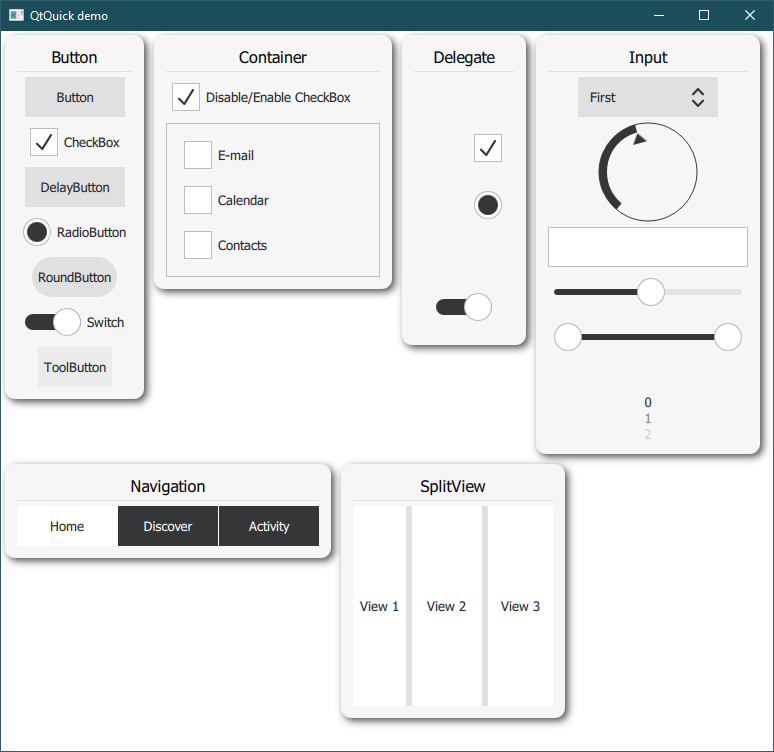 QtQuick demo
Button
Button
CheckBox
DelayButton
RadioButton
RoundButton
Switch
ToolButton
Container
Disable/Enable CheckBox
E-mail
Calendar
Contacts
Delegate
Input
First
0
1
2
Navigation
Home Discover Activity
SplitView
View 1 View 2 View 3